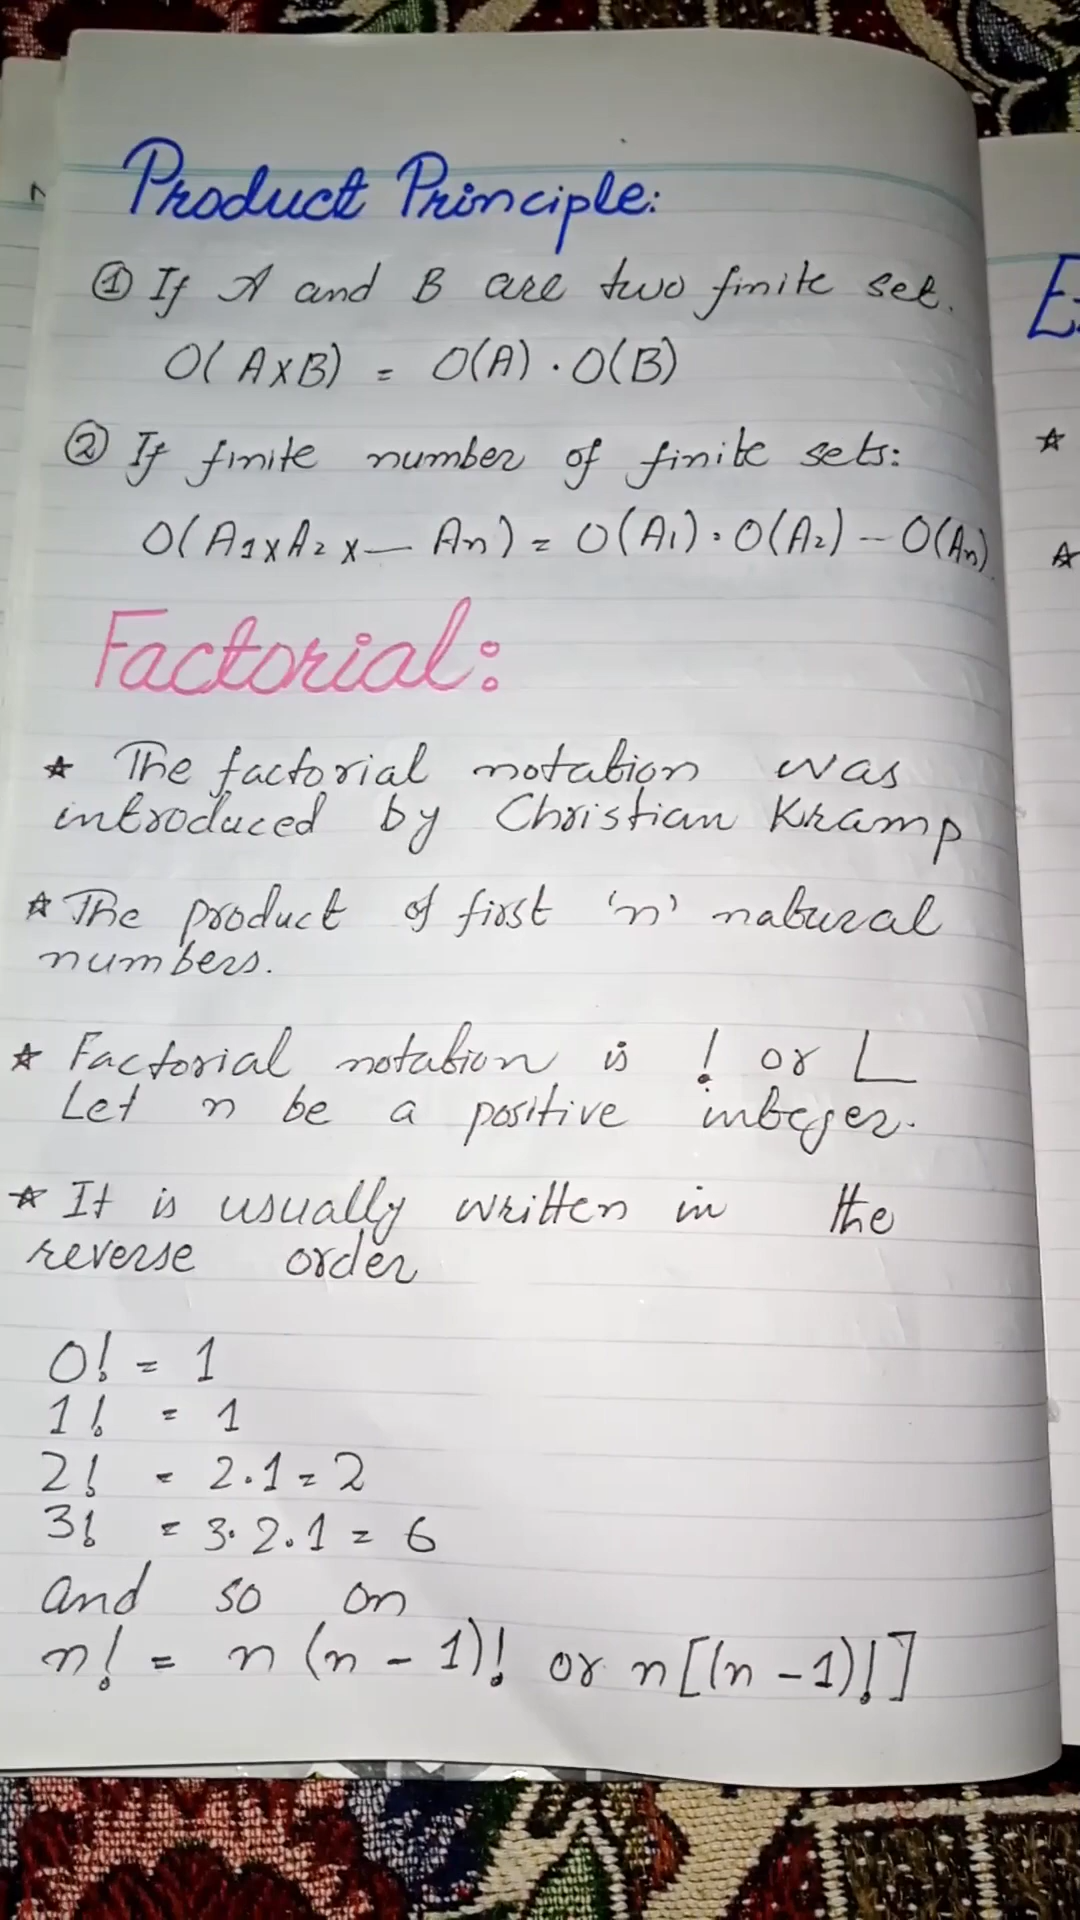 Product Principle:
① If A and B are two finite set.
O(A×B) = O(A) · O(B)
② If finite number of finite sets:
O(A1×A2×— An) = O(A1) · O(A2) -- O(An)
Factorial:
☆ The factorial notation was
introduced by Christian Kramp
☆ The product of first 'n' natural
numbers.
☆ Factorial notation is ! or L
Let n be a positive integer.
☆ It is usually written in the
reverse order
0! = 1
1! = 1
2! = 2.1 = 2
3! = 3.2.1 = 6
and so on
n! = n (n - 1)! or n[(n - 1)!]
E
☆
☆